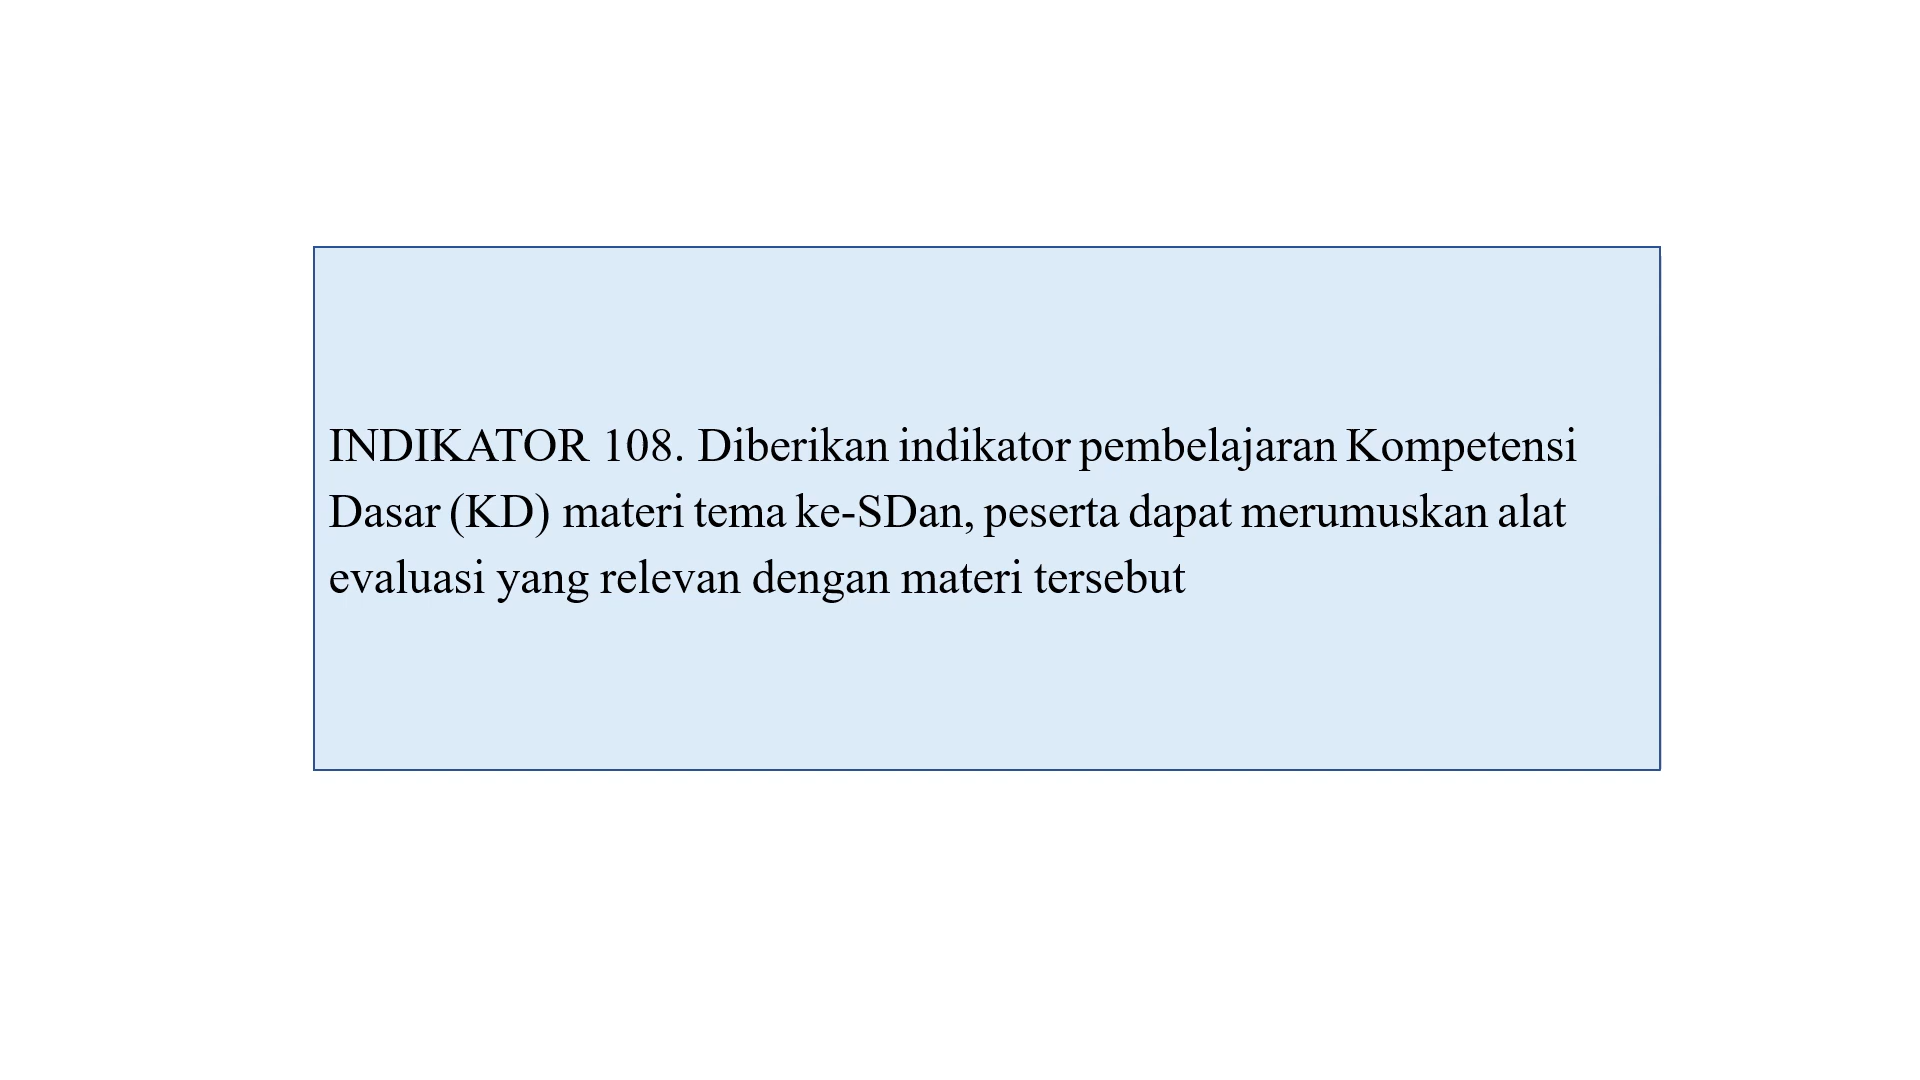 INDIKATOR 108. Diberikan indikator pembelajaran Kompetensi
Dasar (KD) materi tema ke-SDan, peserta dapat merumuskan alat
evaluasi yang relevan dengan materi tersebut